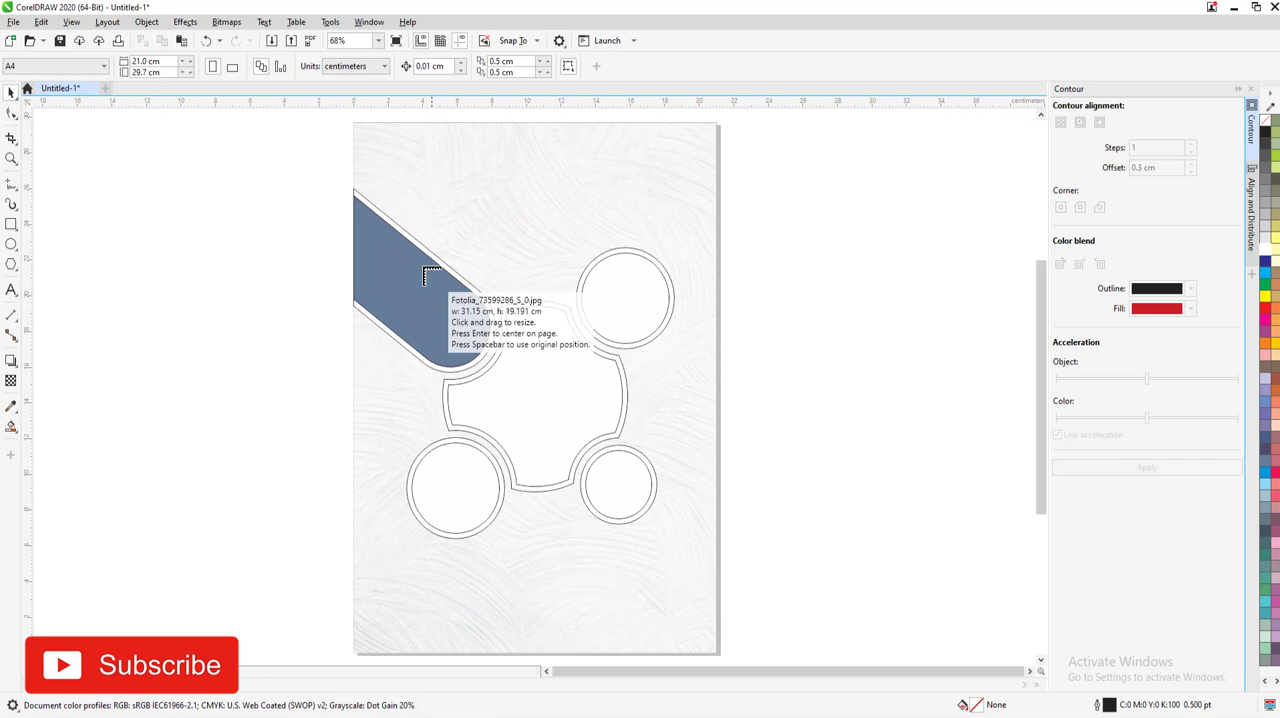 CorelDRAW 2020 (64-Bit) - Untitled-1*
File Edit View Layout Object Effects Bitmaps Text Table Tools Window Help
68% Snap To Launch
A4 21.0 cm 29.7 cm Units: centimeters 0.01 cm 0.5 cm 0.5 cm
Untitled-1*
centimeters
Contour
Contour alignment:
Steps: 1
Offset: 0.3 cm
Corner:
Color blend
Outline:
Fill:
Acceleration
Object:
Color:
Link acceleration
Apply
Contour
Align and Distribute
Fotolia_73599286_S_0.jpg
w: 31.15 cm, h: 19.191 cm
Click and drag to resize.
Press Enter to center on page.
Press Spacebar to use original position.
Subscribe
Activate Windows
Go to Settings to activate Windows.
Document color profiles: RGB: sRGB IEC61966-2.1; CMYK: U.S. Web Coated (SWOP) v2; Grayscale: Dot Gain 20% None C:0 M:0 Y:0 K:100 0.500 pt